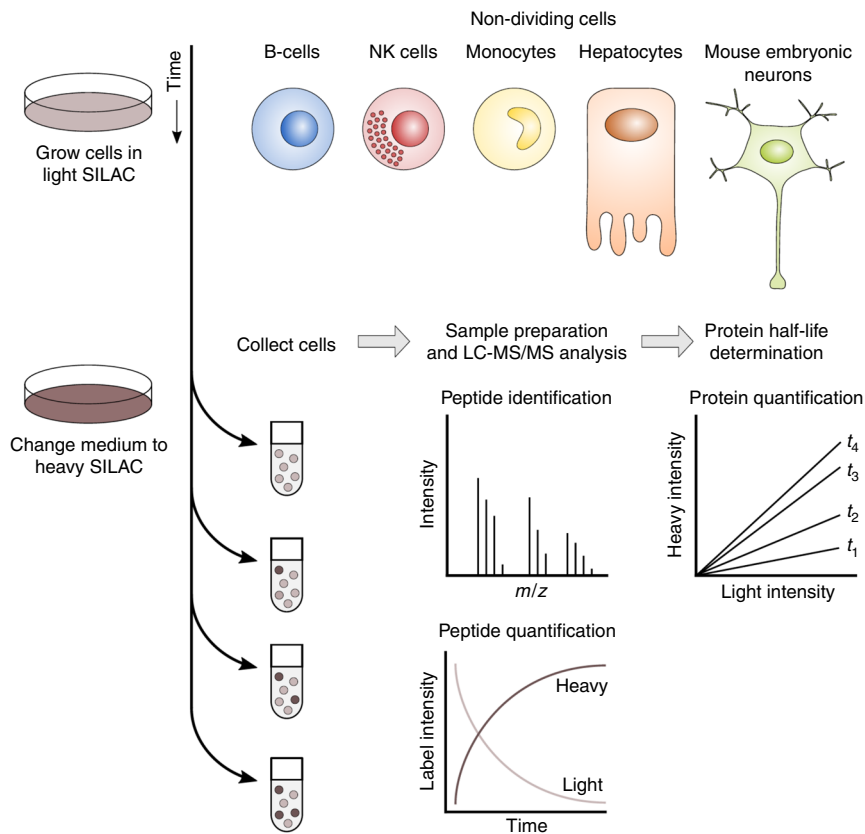 Non-dividing cells
Time
B-cells
NK cells
Monocytes
Hepatocytes
Mouse embryonic
neurons
Grow cells in
light SILAC
Collect cells
Sample preparation
and LC-MS/MS analysis
Protein half-life
determination
Change medium to
heavy SILAC
Peptide identification
Intensity
m/z
Protein quantification
Heavy intensity
t4
t3
t2
t1
Light intensity
Peptide quantification
Label intensity
Heavy
Light
Time